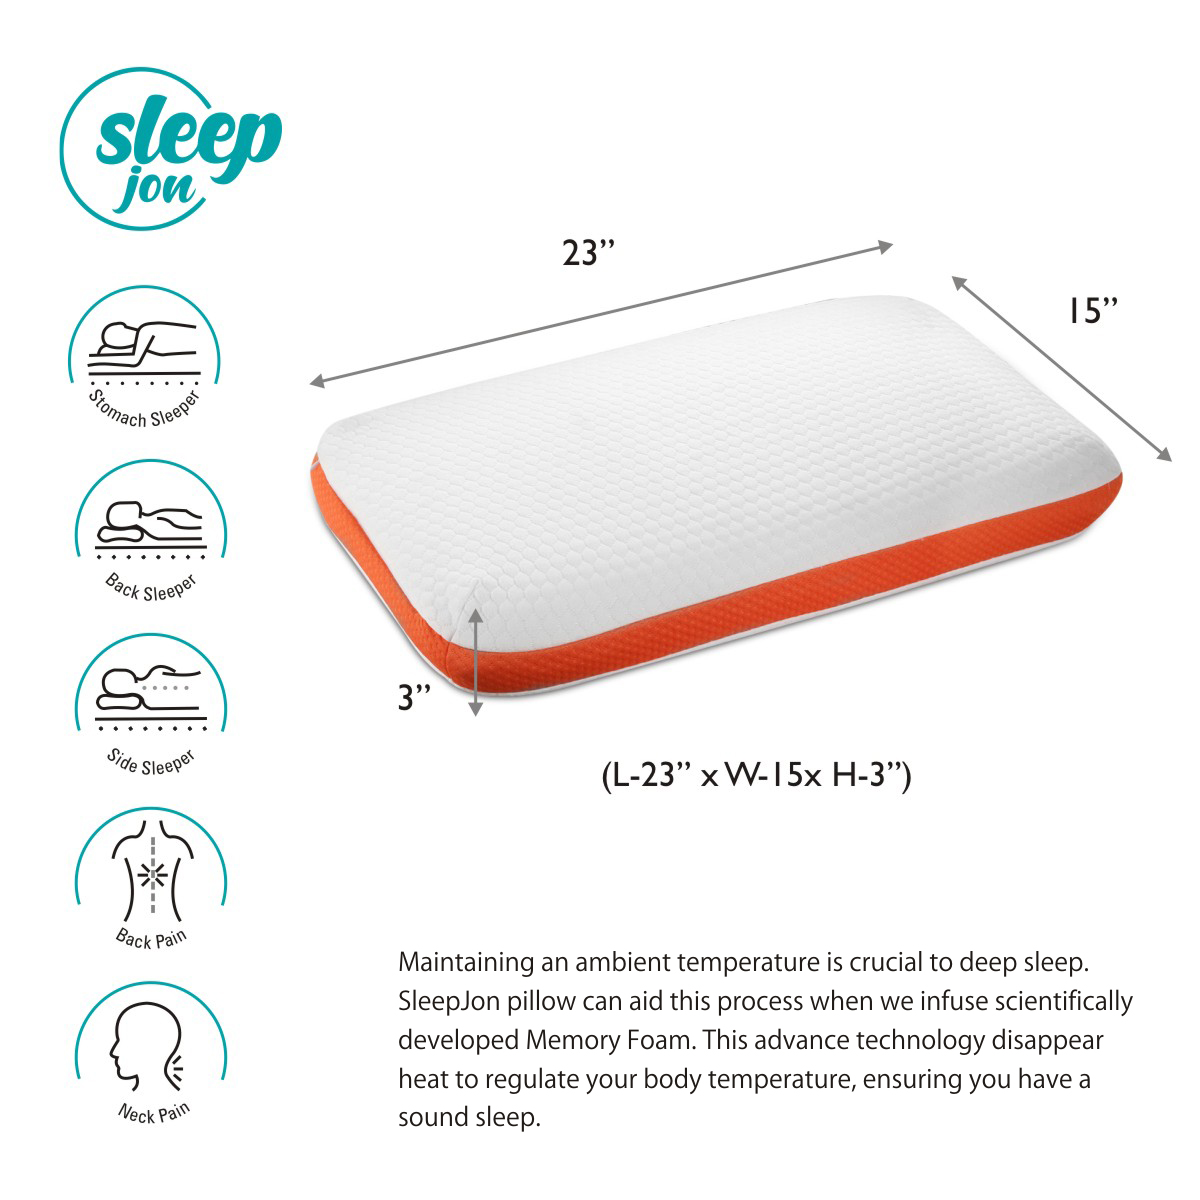 sleep
jon
23”
15”
Stomach Sleeper
Back Sleeper
Side Sleeper
3”
(L-23” x W-15x H-3”)
Back Pain
Neck Pain
Maintaining an ambient temperature is crucial to deep sleep.
SleepJon pillow can aid this process when we infuse scientifically
developed Memory Foam. This advance technology disappear
heat to regulate your body temperature, ensuring you have a
sound sleep.